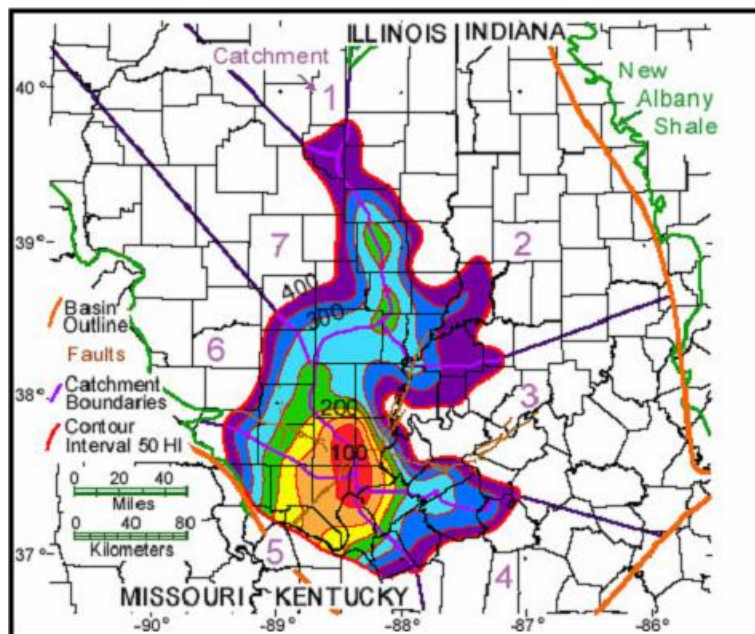 ILLINOIS INDIANA
Catchment
40°
1
New
Albany
Shale
39°
7
2
400
300
Basin
Outline
6
Faults
38°
Catchment
Boundaries
3
200
Contour
Interval 50 HI
100
0 20 40
Miles
0 40 80
Kilometers
37°
5
4
MISSOURI KENTUCKY
-90° -89° -88° -87° -86°